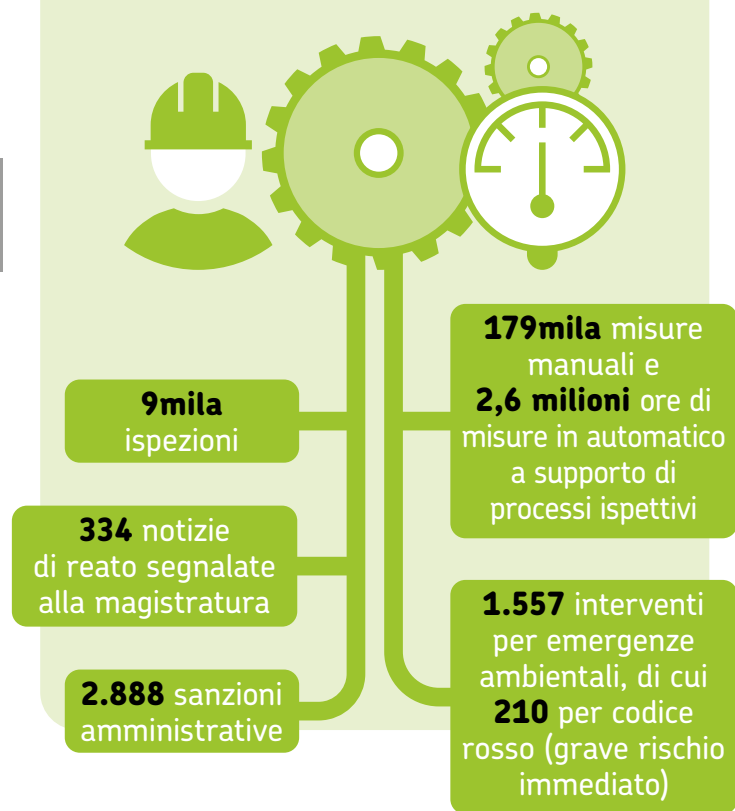 9mila
ispezioni
334 notizie
di reato segnalate
alla magistratura
2.888 sanzioni
amministrative
179mila misure
manuali e
2,6 milioni ore di
misure in automatico
a supporto di
processi ispettivi
1.557 interventi
per emergenze
ambientali, di cui
210 per codice
rosso (grave rischio
immediato)